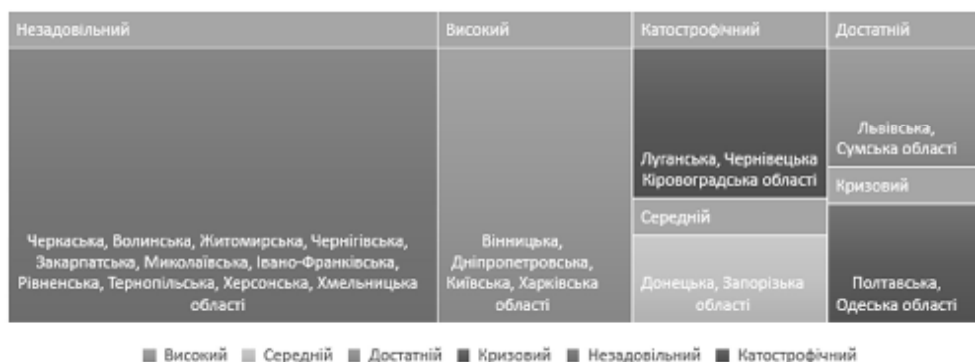 Незадовільний
Черкаська, Волинська, Житомирська, Чернігівська,
Закарпатська, Миколаївська, Івано-Франківська,
Рівненська, Тернопільська, Херсонська, Хмельницька
області
Високий
Вінницька,
Дніпропетровська,
Київська, Харківська
області
Катострофічний
Луганська, Чернівецька
Кіровоградська області
Середній
Донецька, Запорізька
області
Достатній
Львівська,
Сумська області
Кризовий
Полтавська,
Одеська області
Високий Середній Достатній Кризовий Незадовільний Катострофічний